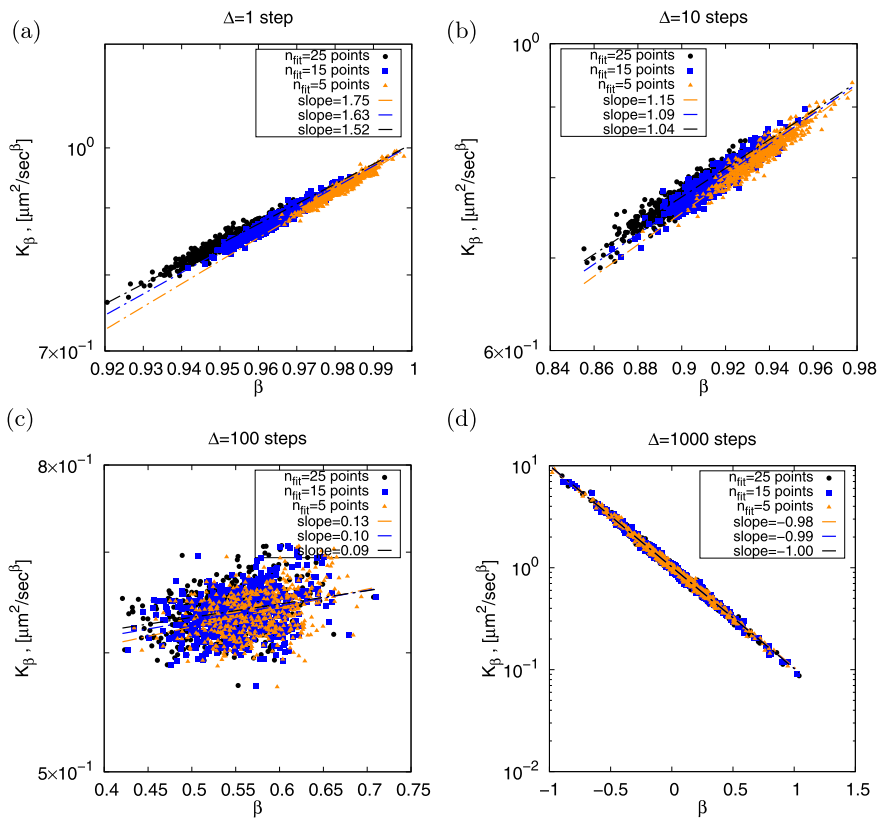 (a)
Δ=1 step
n_fit=25 points
n_fit=15 points
n_fit=5 points
slope=1.75
slope=1.63
slope=1.52
10^0
7×10^−1
K_β , [μm^2/sec^β]
0.92 0.93 0.94 0.95 0.96 0.97 0.98 0.99 1
β
(b)
Δ=10 steps
n_fit=25 points
n_fit=15 points
n_fit=5 points
slope=1.15
slope=1.09
slope=1.04
10^0
6×10^−1
K_β , [μm^2/sec^β]
0.84 0.86 0.88 0.9 0.92 0.94 0.96 0.98
β
(c)
Δ=100 steps
n_fit=25 points
n_fit=15 points
n_fit=5 points
slope=0.13
slope=0.10
slope=0.09
8×10^−1
5×10^−1
K_β , [μm^2/sec^β]
0.4 0.45 0.5 0.55 0.6 0.65 0.7 0.75
β
(d)
Δ=1000 steps
n_fit=25 points
n_fit=15 points
n_fit=5 points
slope=−0.98
slope=−0.99
slope=−1.00
10^1
10^0
10^−1
10^−2
K_β , [μm^2/sec^β]
−1 −0.5 0 0.5 1 1.5
β